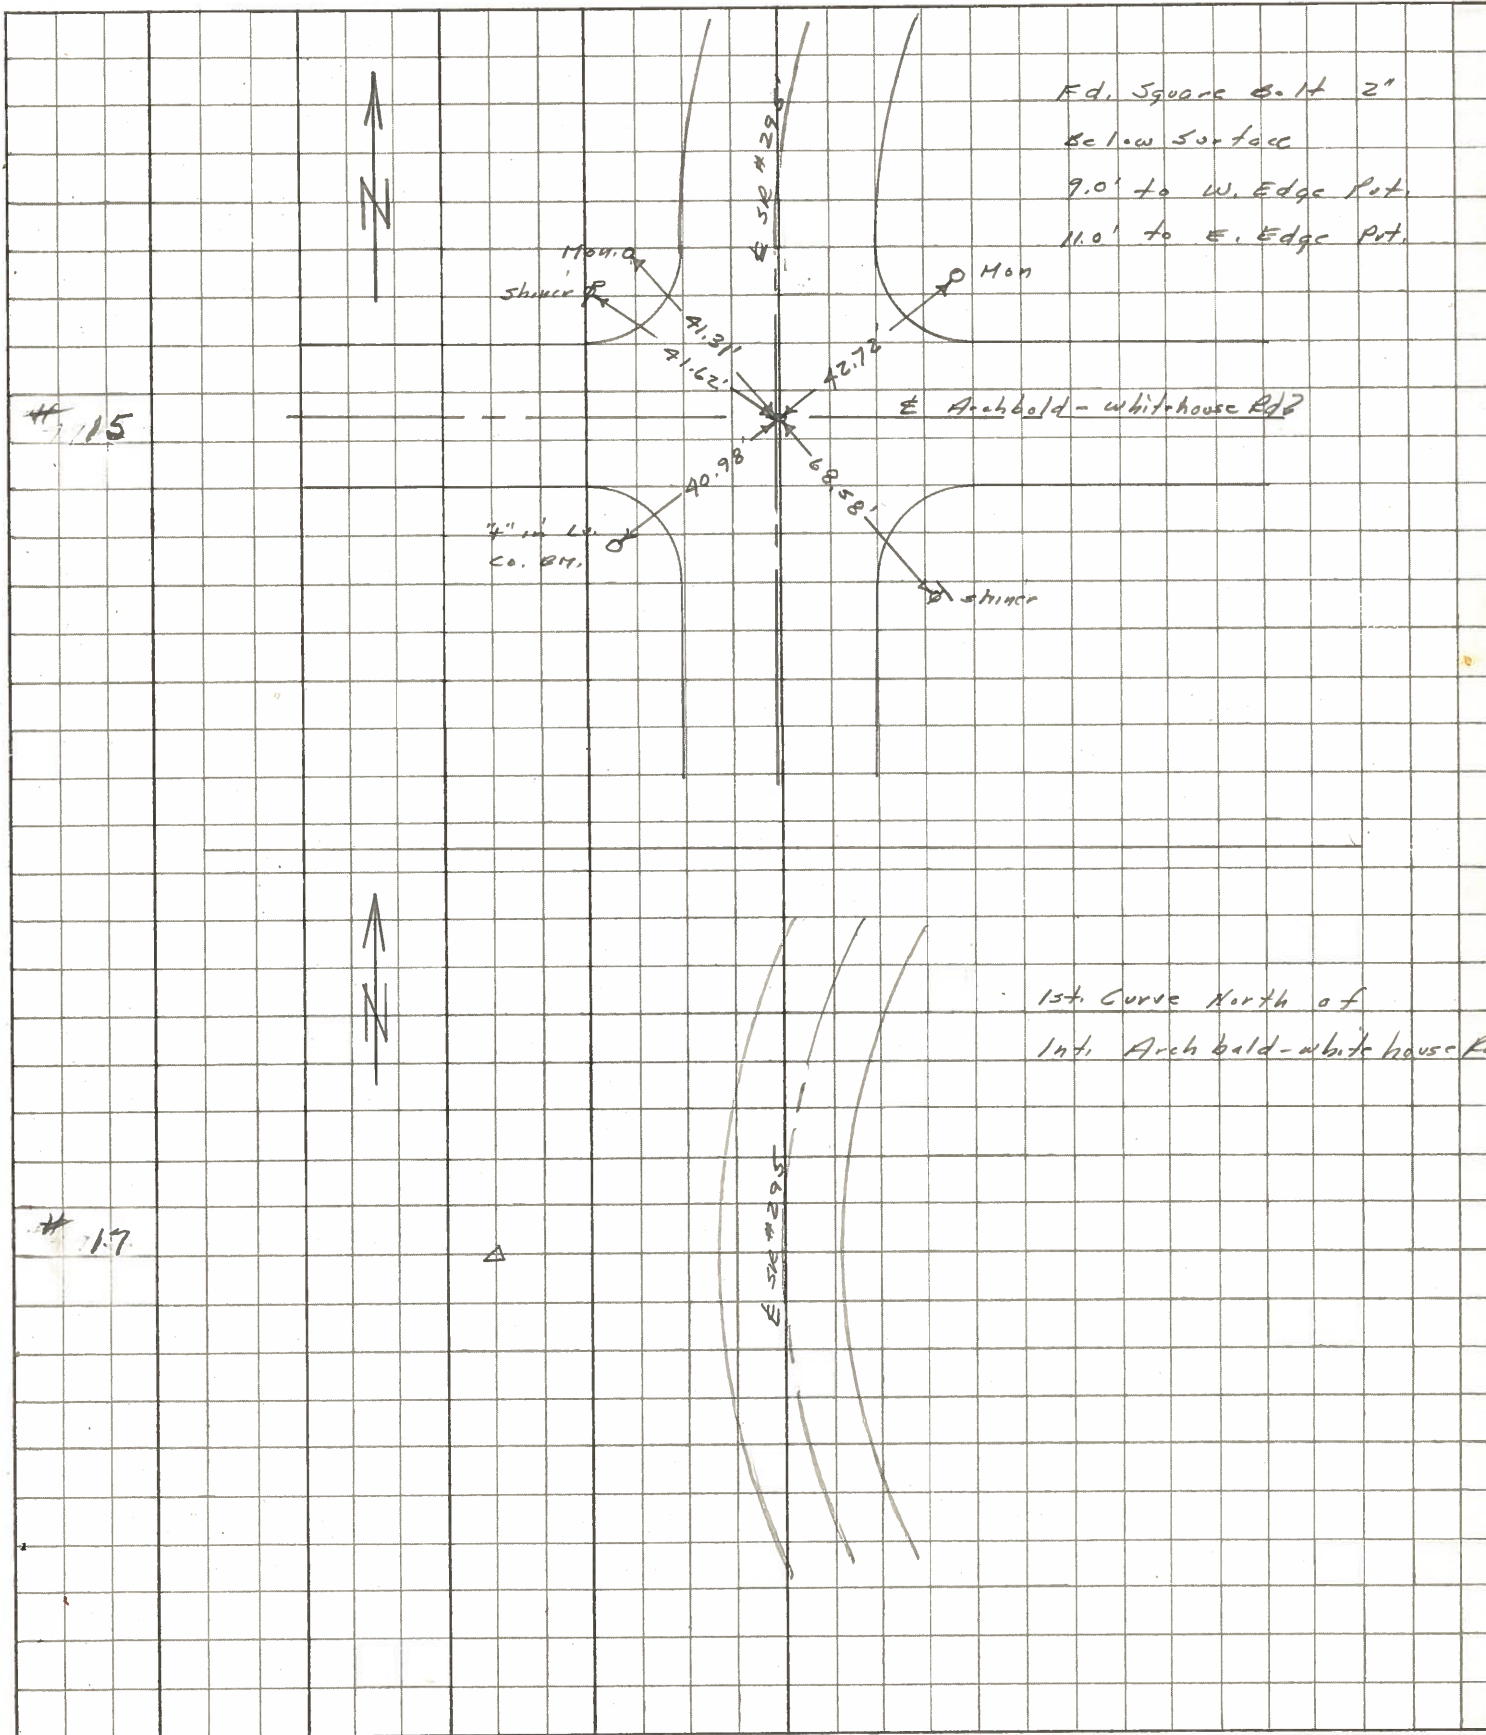 Fd. Square Bolt 2"
Below Surface
9.0' to W. Edge Pvt.
11.0' to E. Edge Pvt.
N
℄ SR #295
Mon.
Shiner
Mon
41.31'
41.62'
42.72'
# 15
℄ Archbold - Whitehouse Rd?
40.98'
68.58'
"+" in Lu.
Co. BM.
shiner
N
1st. Curve North of
Int. Archbold - Whitehouse
℄ SR #295
# 17